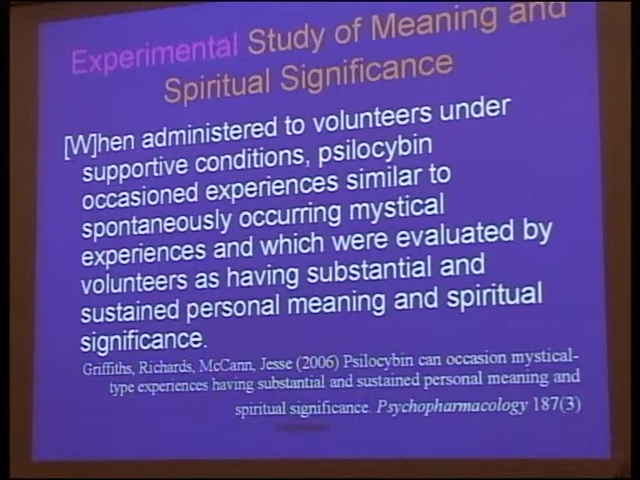 Experimental Study of Meaning and
Spiritual Significance
[W]hen administered to volunteers under
supportive conditions, psilocybin
occasioned experiences similar to
spontaneously occurring mystical
experiences and which were evaluated by
volunteers as having substantial and
sustained personal meaning and spiritual
significance.
Griffiths, Richards, McCann, Jesse (2006) Psilocybin can occasion mystical-
type experiences having substantial and sustained personal meaning and
spiritual significance. Psychopharmacology 187(3)